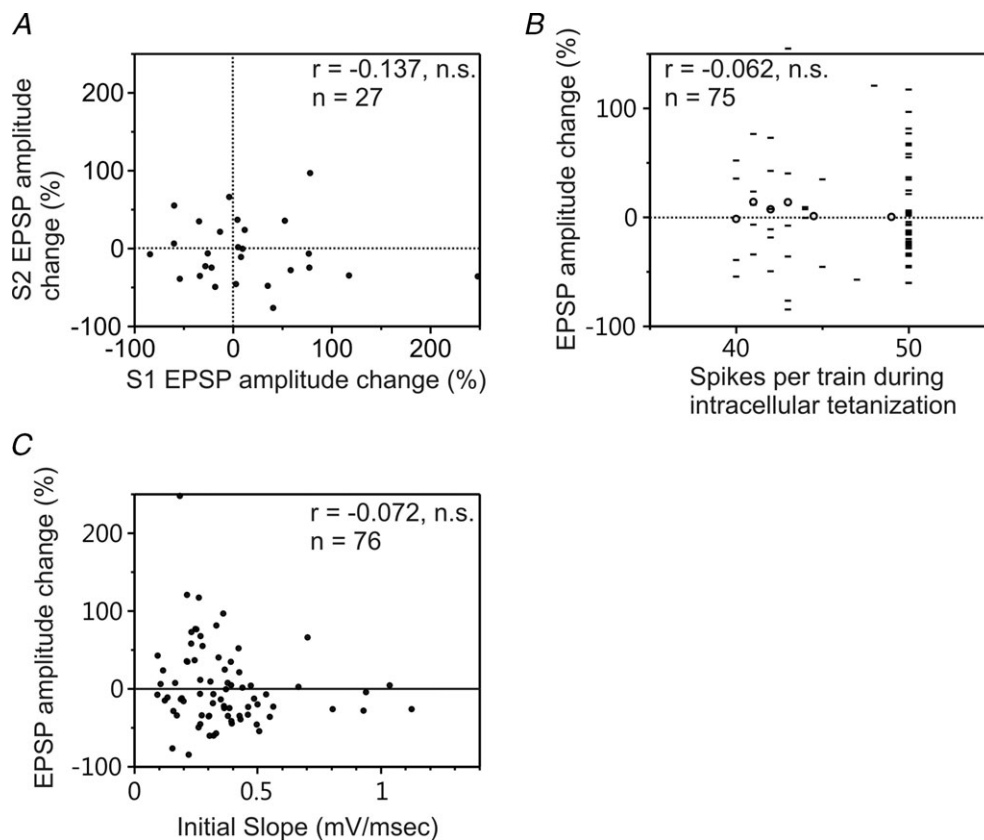 A
r = -0.137, n.s.
n = 27
S2 EPSP amplitude
change (%)
200
100
0
-100
-100
0
100
200
S1 EPSP amplitude change (%)
B
r = -0.062, n.s.
n = 75
EPSP amplitude change (%)
100
0
-100
40
50
Spikes per train during
intracellular tetanization
C
r = -0.072, n.s.
n = 76
EPSP amplitude change (%)
200
100
0
-100
0
0.5
1
Initial Slope (mV/msec)